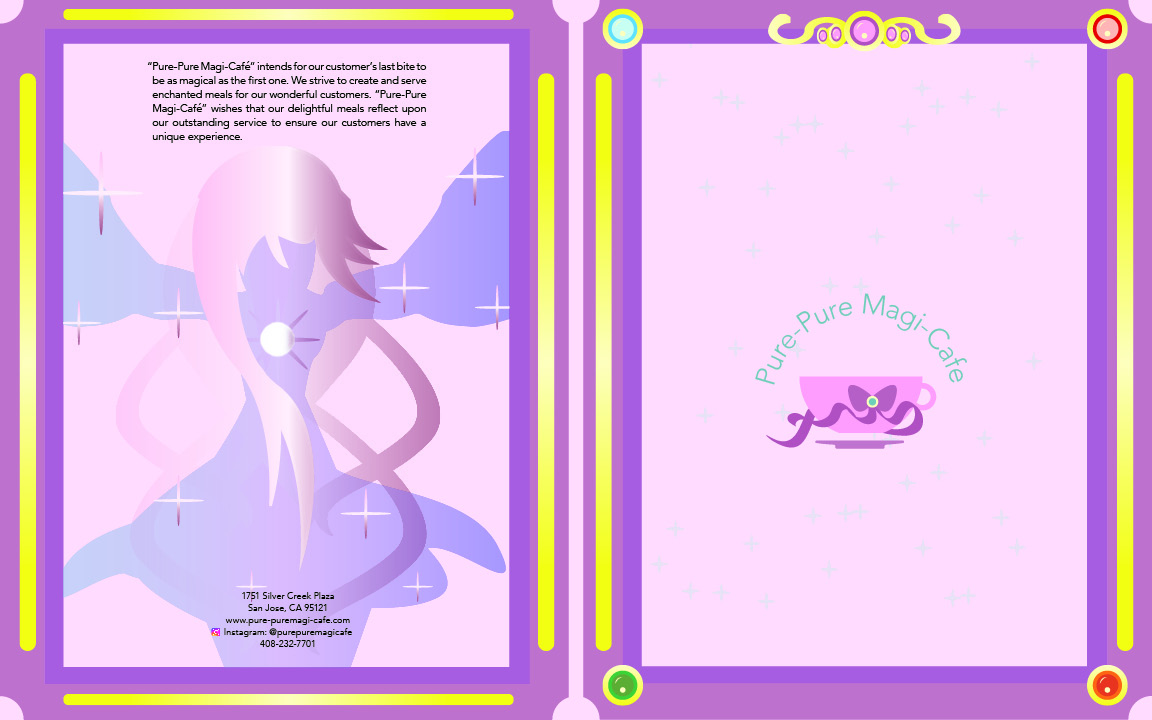 “Pure-Pure Magi-Café” intends for our customer’s last bite to
be as magical as the first one. We strive to create and serve
enchanted meals for our wonderful customers. “Pure-Pure
Magi-Café” wishes that our delightful meals reflect upon
our outstanding service to ensure our customers have a
unique experience.
1751 Silver Creek Plaza
San Jose, CA 95121
www.pure-puremagi-cafe.com
Instagram: @purepuremagicafe
408-232-7701
Pure-Pure Magi-Cafe